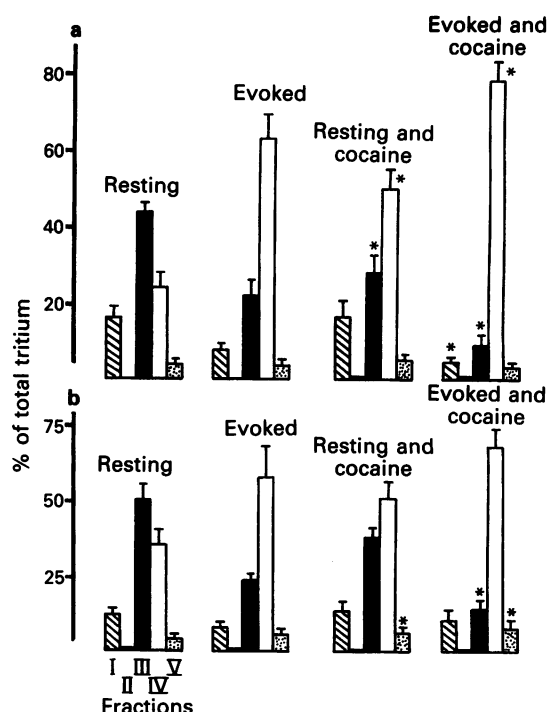 a
Evoked and
cocaine
80
*
Evoked
Resting and
cocaine
60
*
Resting
40
*
20
*
*
% of total tritium
b
Evoked and
cocaine
75
Evoked
Resting and
cocaine
Resting
50
25
*
*
*
I
II
III
IV
V
Fractions